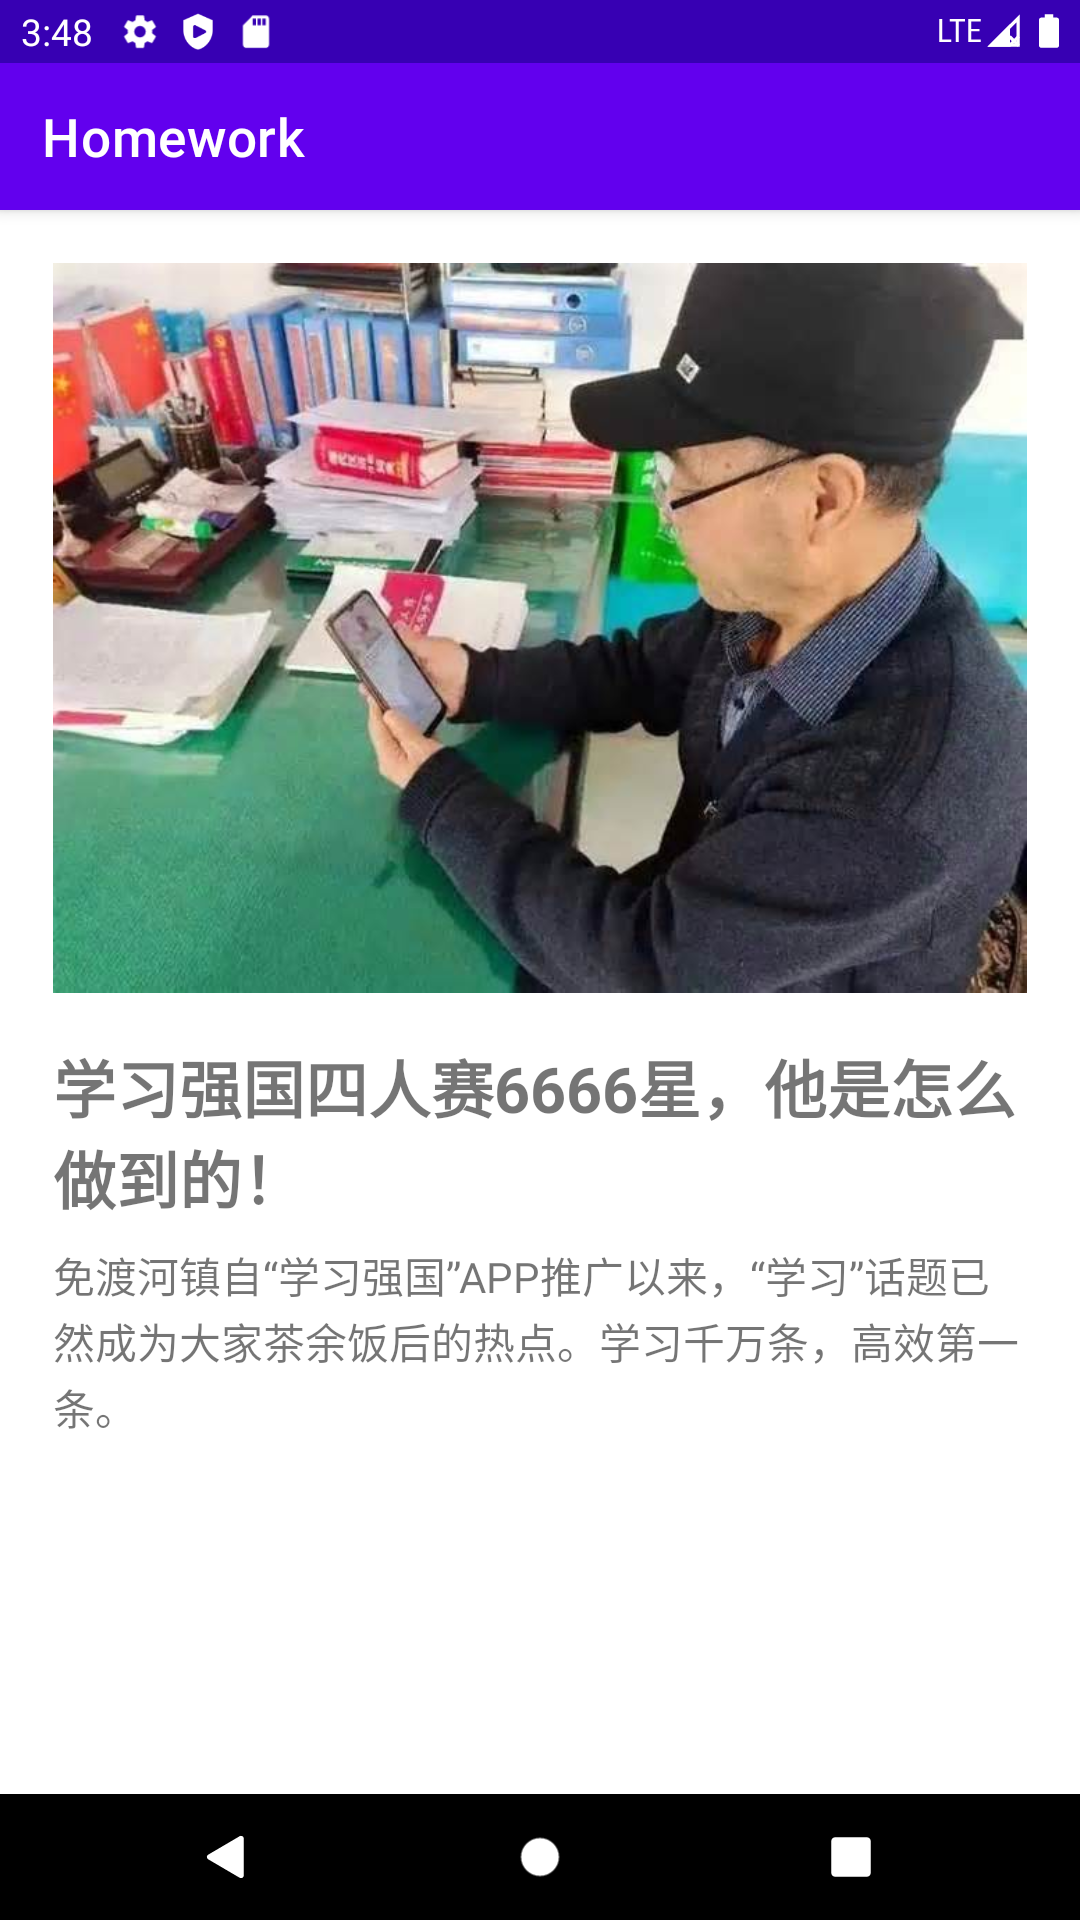 3:48
LTE
Homework
学习强国四人赛6666星，他是怎么
做到的！
免渡河镇自“学习强国”APP推广以来，“学习”话题已
然成为大家茶余饭后的热点。学习千万条，高效第一
条。